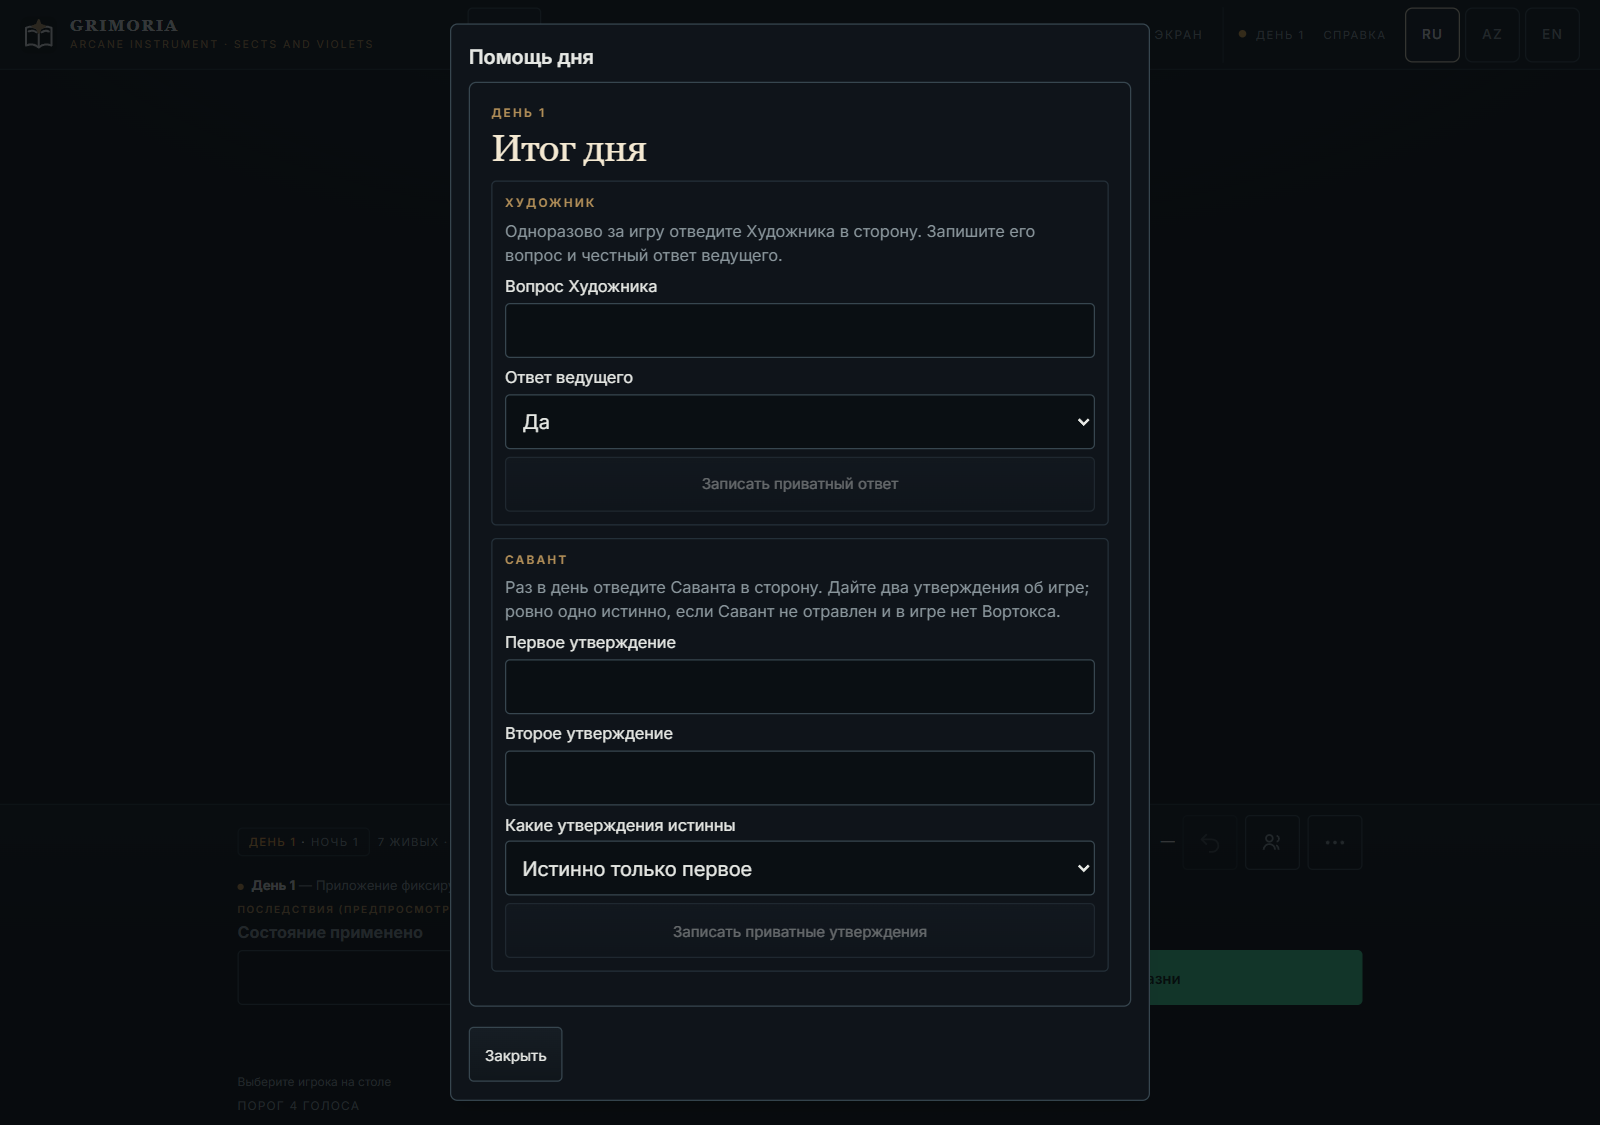 GRIMORIA
ARCANE INSTRUMENT · SECTS AND VIOLETS
ЭКРАН
ДЕНЬ 1
СПРАВКА
RU
AZ
EN
Помощь дня
ДЕНЬ 1
Итог дня
ХУДОЖНИК
Одноразово за игру отведите Художника в сторону. Запишите его
вопрос и честный ответ ведущего.
Вопрос Художника
Ответ ведущего
Да
Записать приватный ответ
САВАНТ
Раз в день отведите Саванта в сторону. Дайте два утверждения об игре;
ровно одно истинно, если Савант не отравлен и в игре нет Вортокса.
Первое утверждение
Второе утверждение
Какие утверждения истинны
Истинно только первое
Записать приватные утверждения
Закрыть
ДЕНЬ 1 · НОЧЬ 1
7 ЖИВЫХ ·
День 1 — Приложение фиксиру
ПОСЛЕДСТВИЯ (ПРЕДПРОСМОТР
Состояние применено
азни
Выберите игрока на столе
ПОРОГ 4 ГОЛОСА